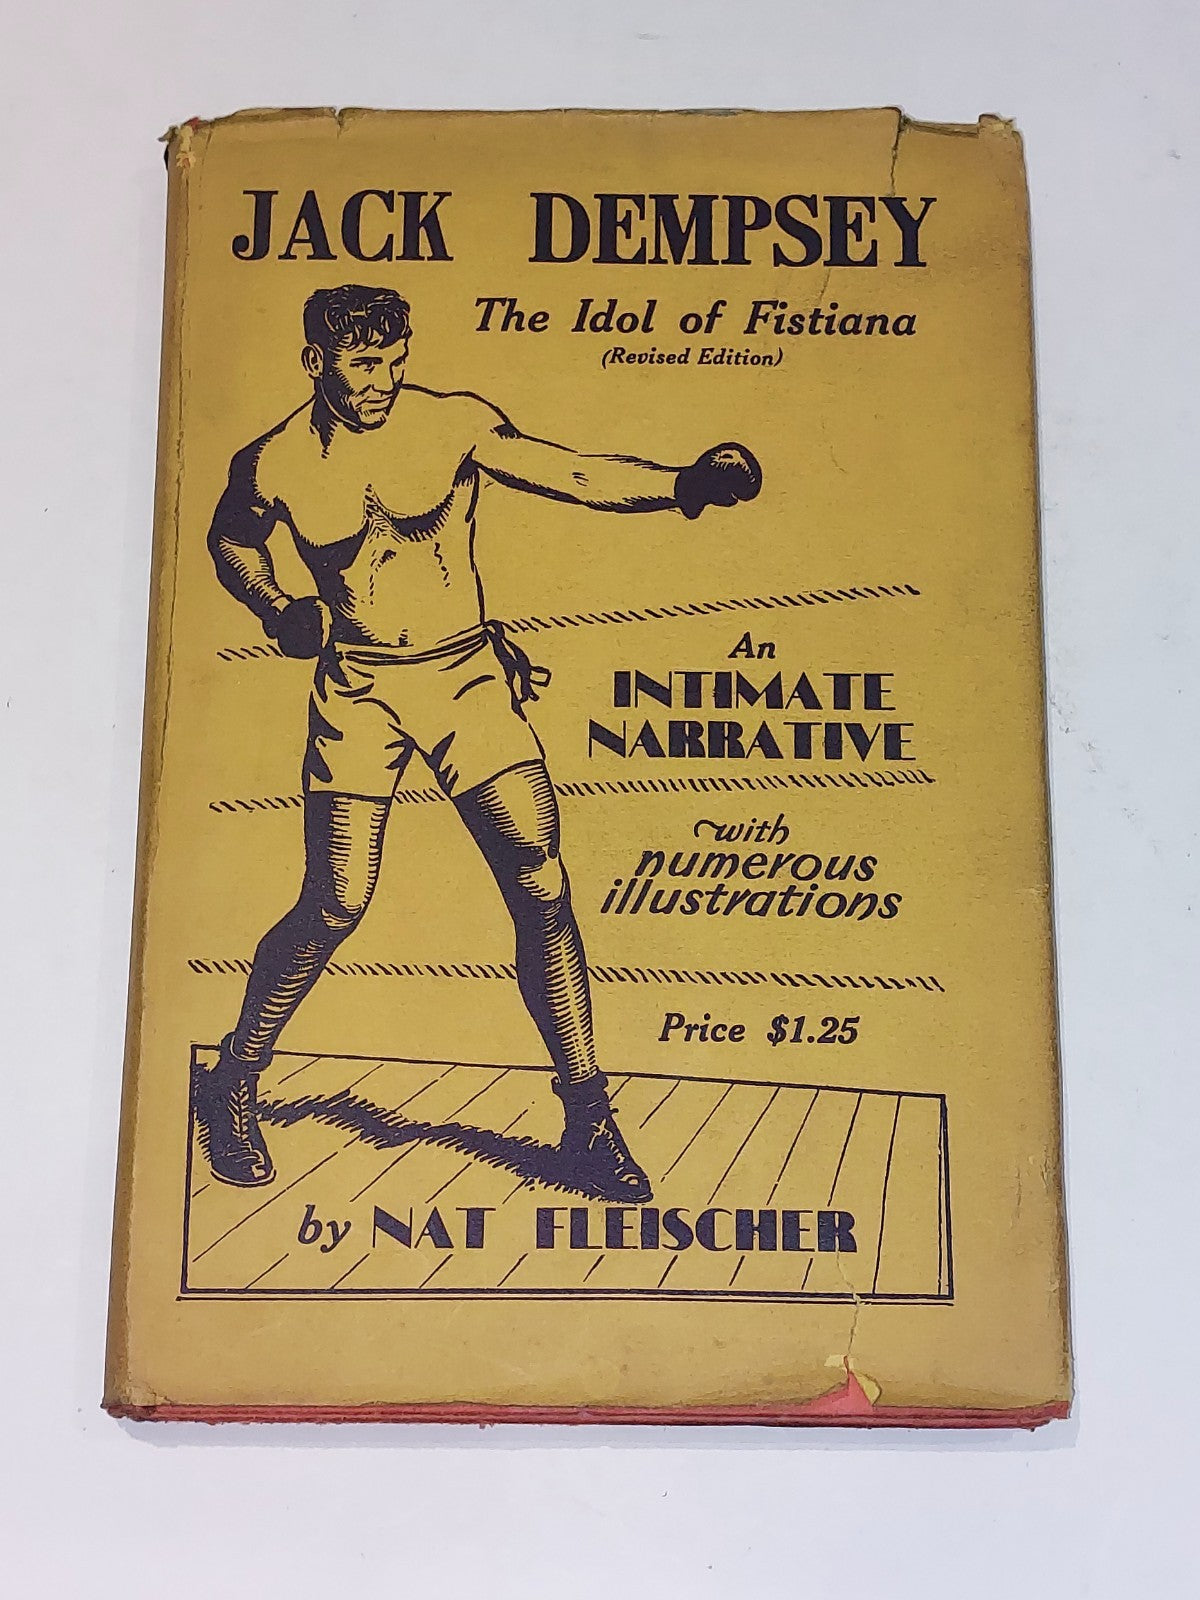 JACK DEMPSEY
The Idol of Fistiana
(Revised Edition)
An
INTIMATE
NARRATIVE
with
numerous
illustrations
Price $1.25
by NAT FLEISCHER